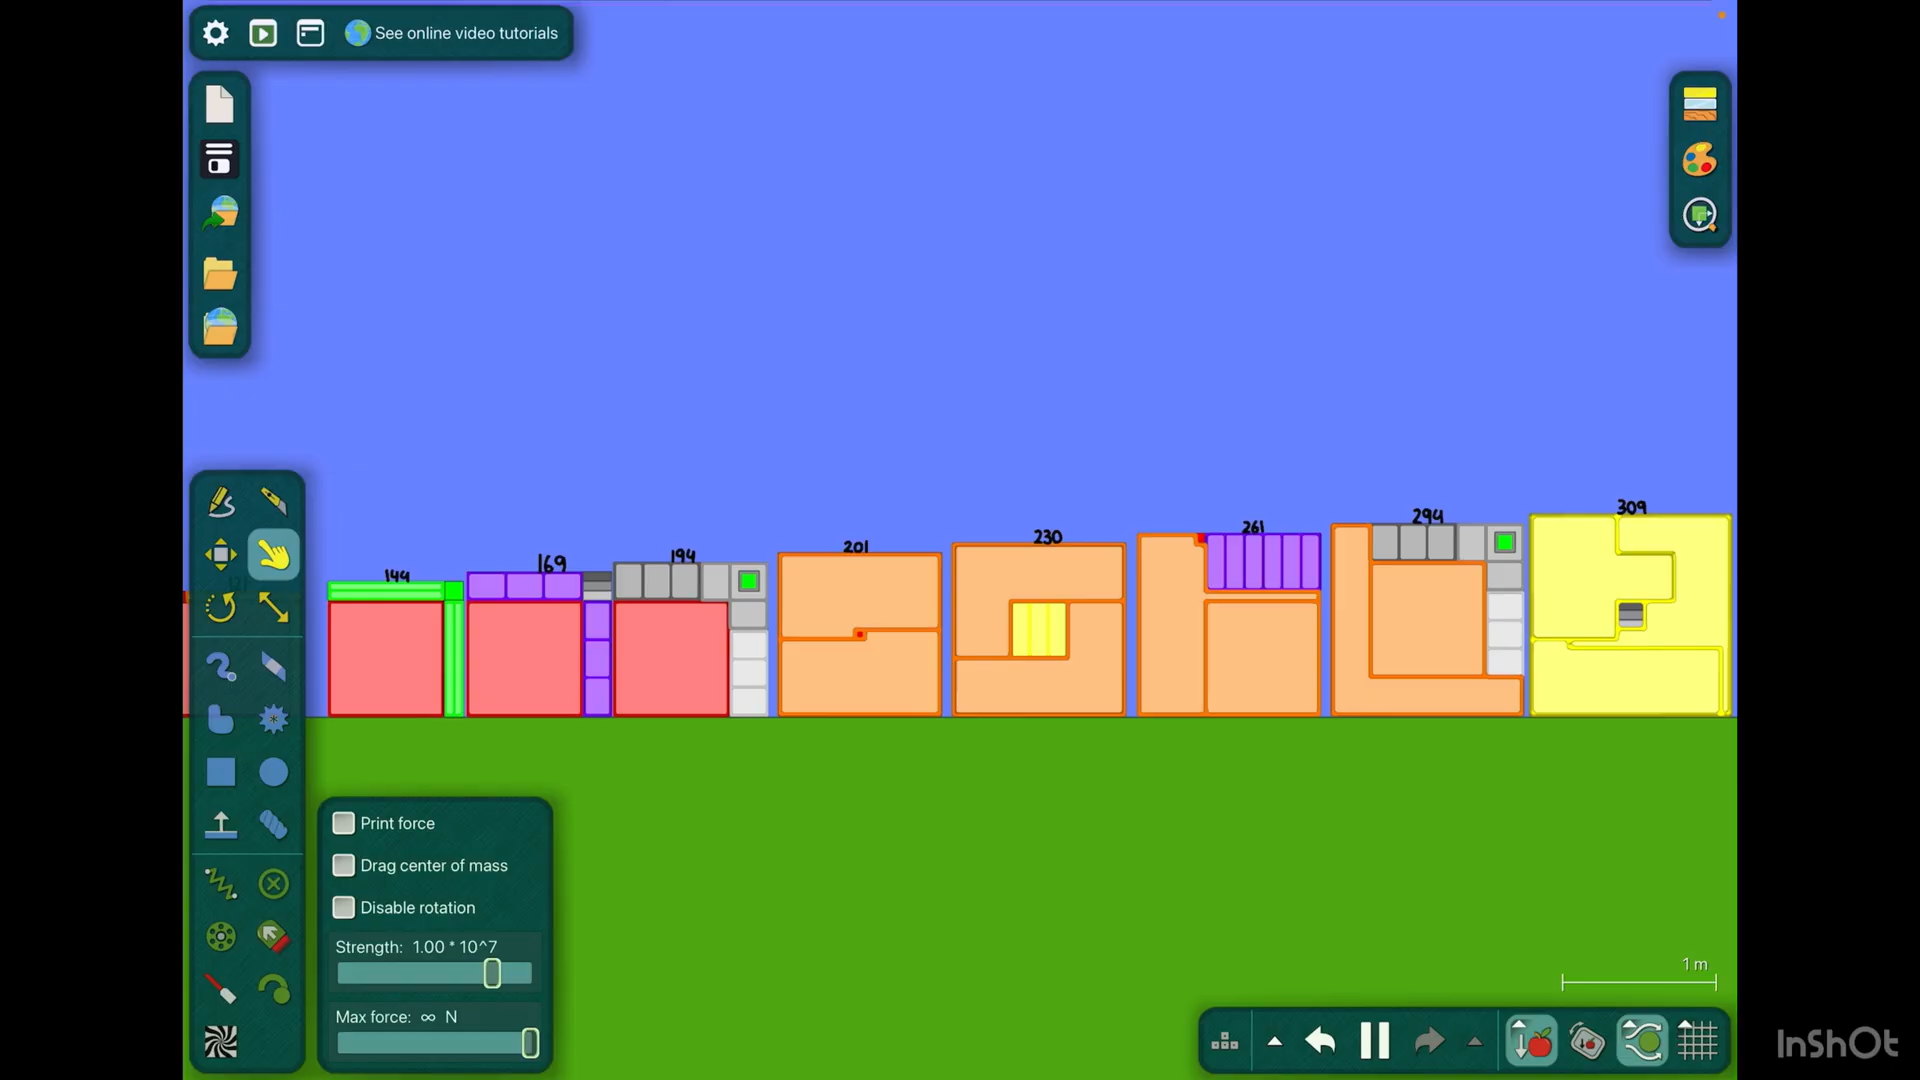 See online video tutorials
144
169
194
201
230
261
294
309
121
Print force
Drag center of mass
Disable rotation
Strength: 1.00 * 10^7
Max force: ∞ N
1 m
InShOt